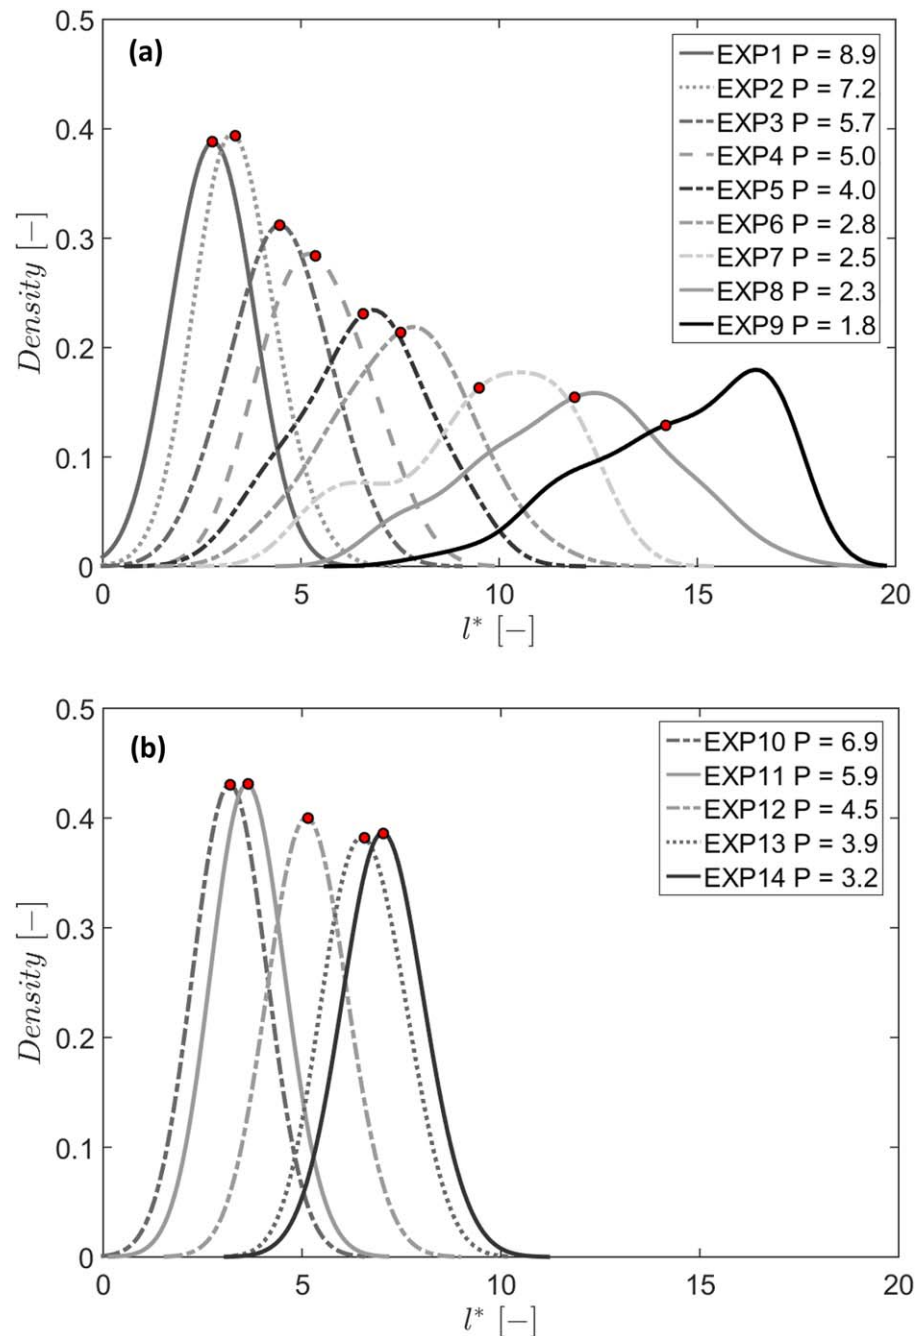 (a)
0.5
0.4
0.3
0.2
0.1
0
Density [−]
EXP1 P = 8.9
EXP2 P = 7.2
EXP3 P = 5.7
EXP4 P = 5.0
EXP5 P = 4.0
EXP6 P = 2.8
EXP7 P = 2.5
EXP8 P = 2.3
EXP9 P = 1.8
0 5 10 15 20
l* [−]
(b)
0.5
0.4
0.3
0.2
0.1
0
Density [−]
EXP10 P = 6.9
EXP11 P = 5.9
EXP12 P = 4.5
EXP13 P = 3.9
EXP14 P = 3.2
0 5 10 15 20
l* [−]